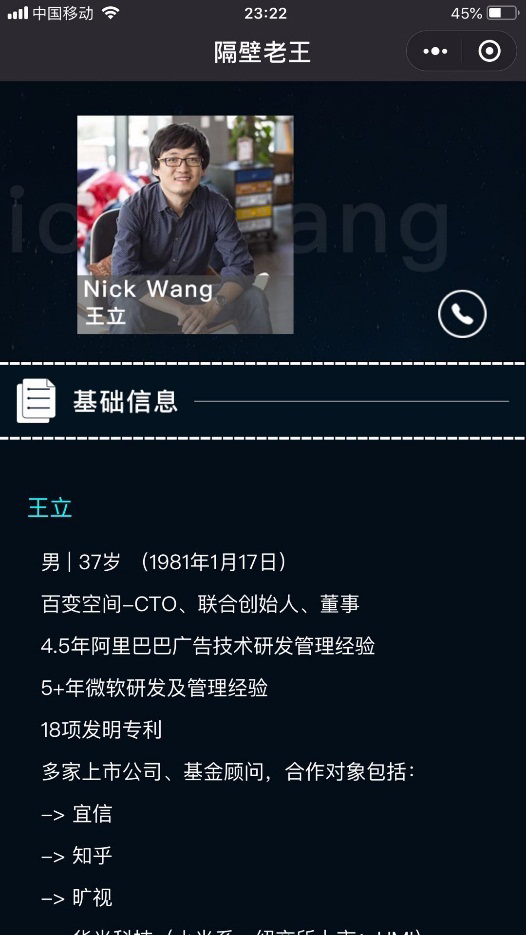 中国移动
23:22
45%
隔壁老王
Nick Wang
王立
基础信息
王立
男 | 37岁 （1981年1月17日）
百变空间-CTO、联合创始人、董事
4.5年阿里巴巴广告技术研发管理经验
5+年微软研发及管理经验
18项发明专利
多家上市公司、基金顾问，合作对象包括：
–> 宜信
–> 知乎
–> 旷视